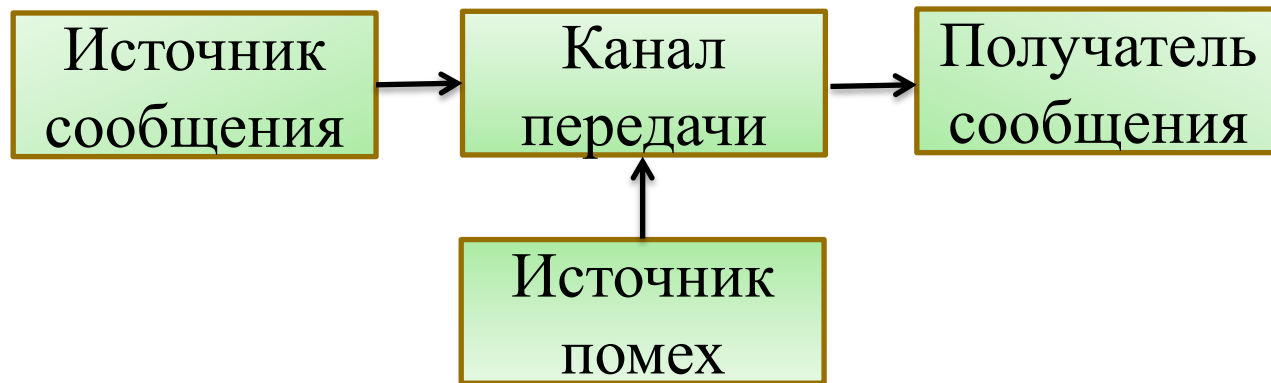 Источник
сообщения
Канал
передачи
Получатель
сообщения
Источник
помех